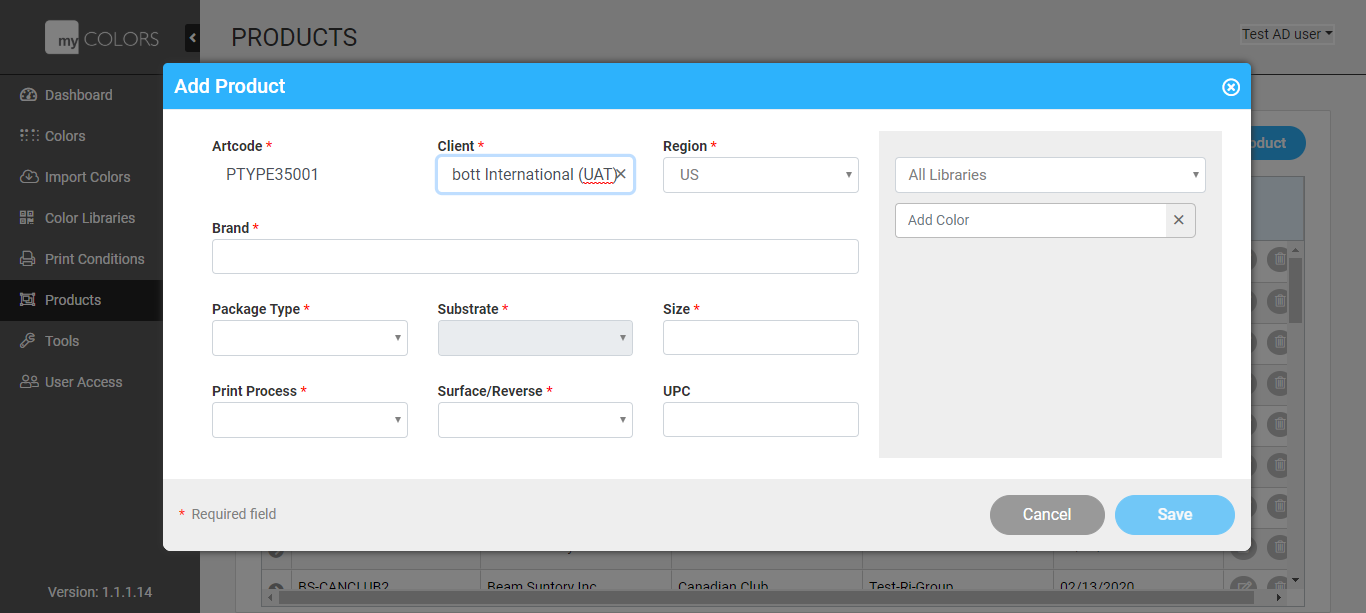 my COLORS
PRODUCTS
Test AD user
Dashboard
Colors
Import Colors
Color Libraries
Print Conditions
Products
Tools
User Access
Version: 1.1.1.14
Add Product
Artcode *
PTYPE35001
Client *
bott International (UAT)
Region *
US
Brand *
Package Type *
Substrate *
Size *
Print Process *
Surface/Reverse *
UPC
All Libraries
Add Color
* Required field
Cancel
Save
oduct
BS-CANCLUB2 Beam Suntory Inc Canadian Club Test-Ri-Group 02/13/2020